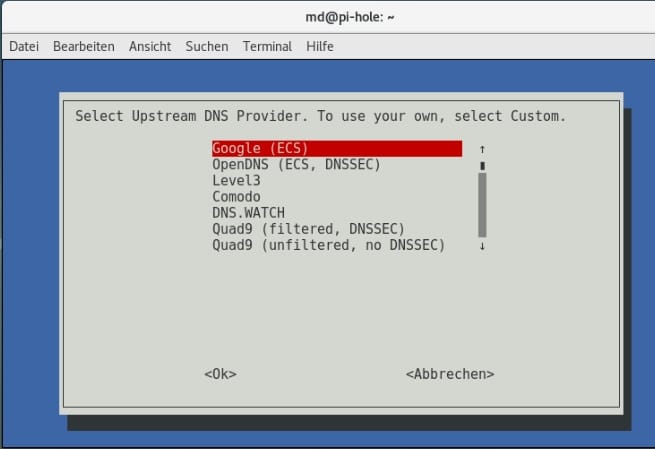 md@pi-hole: ~
Datei Bearbeiten Ansicht Suchen Terminal Hilfe
Select Upstream DNS Provider. To use your own, select Custom.
Google (ECS)
OpenDNS (ECS, DNSSEC)
Level3
Comodo
DNS.WATCH
Quad9 (filtered, DNSSEC)
Quad9 (unfiltered, no DNSSEC)
<Ok> <Abbrechen>